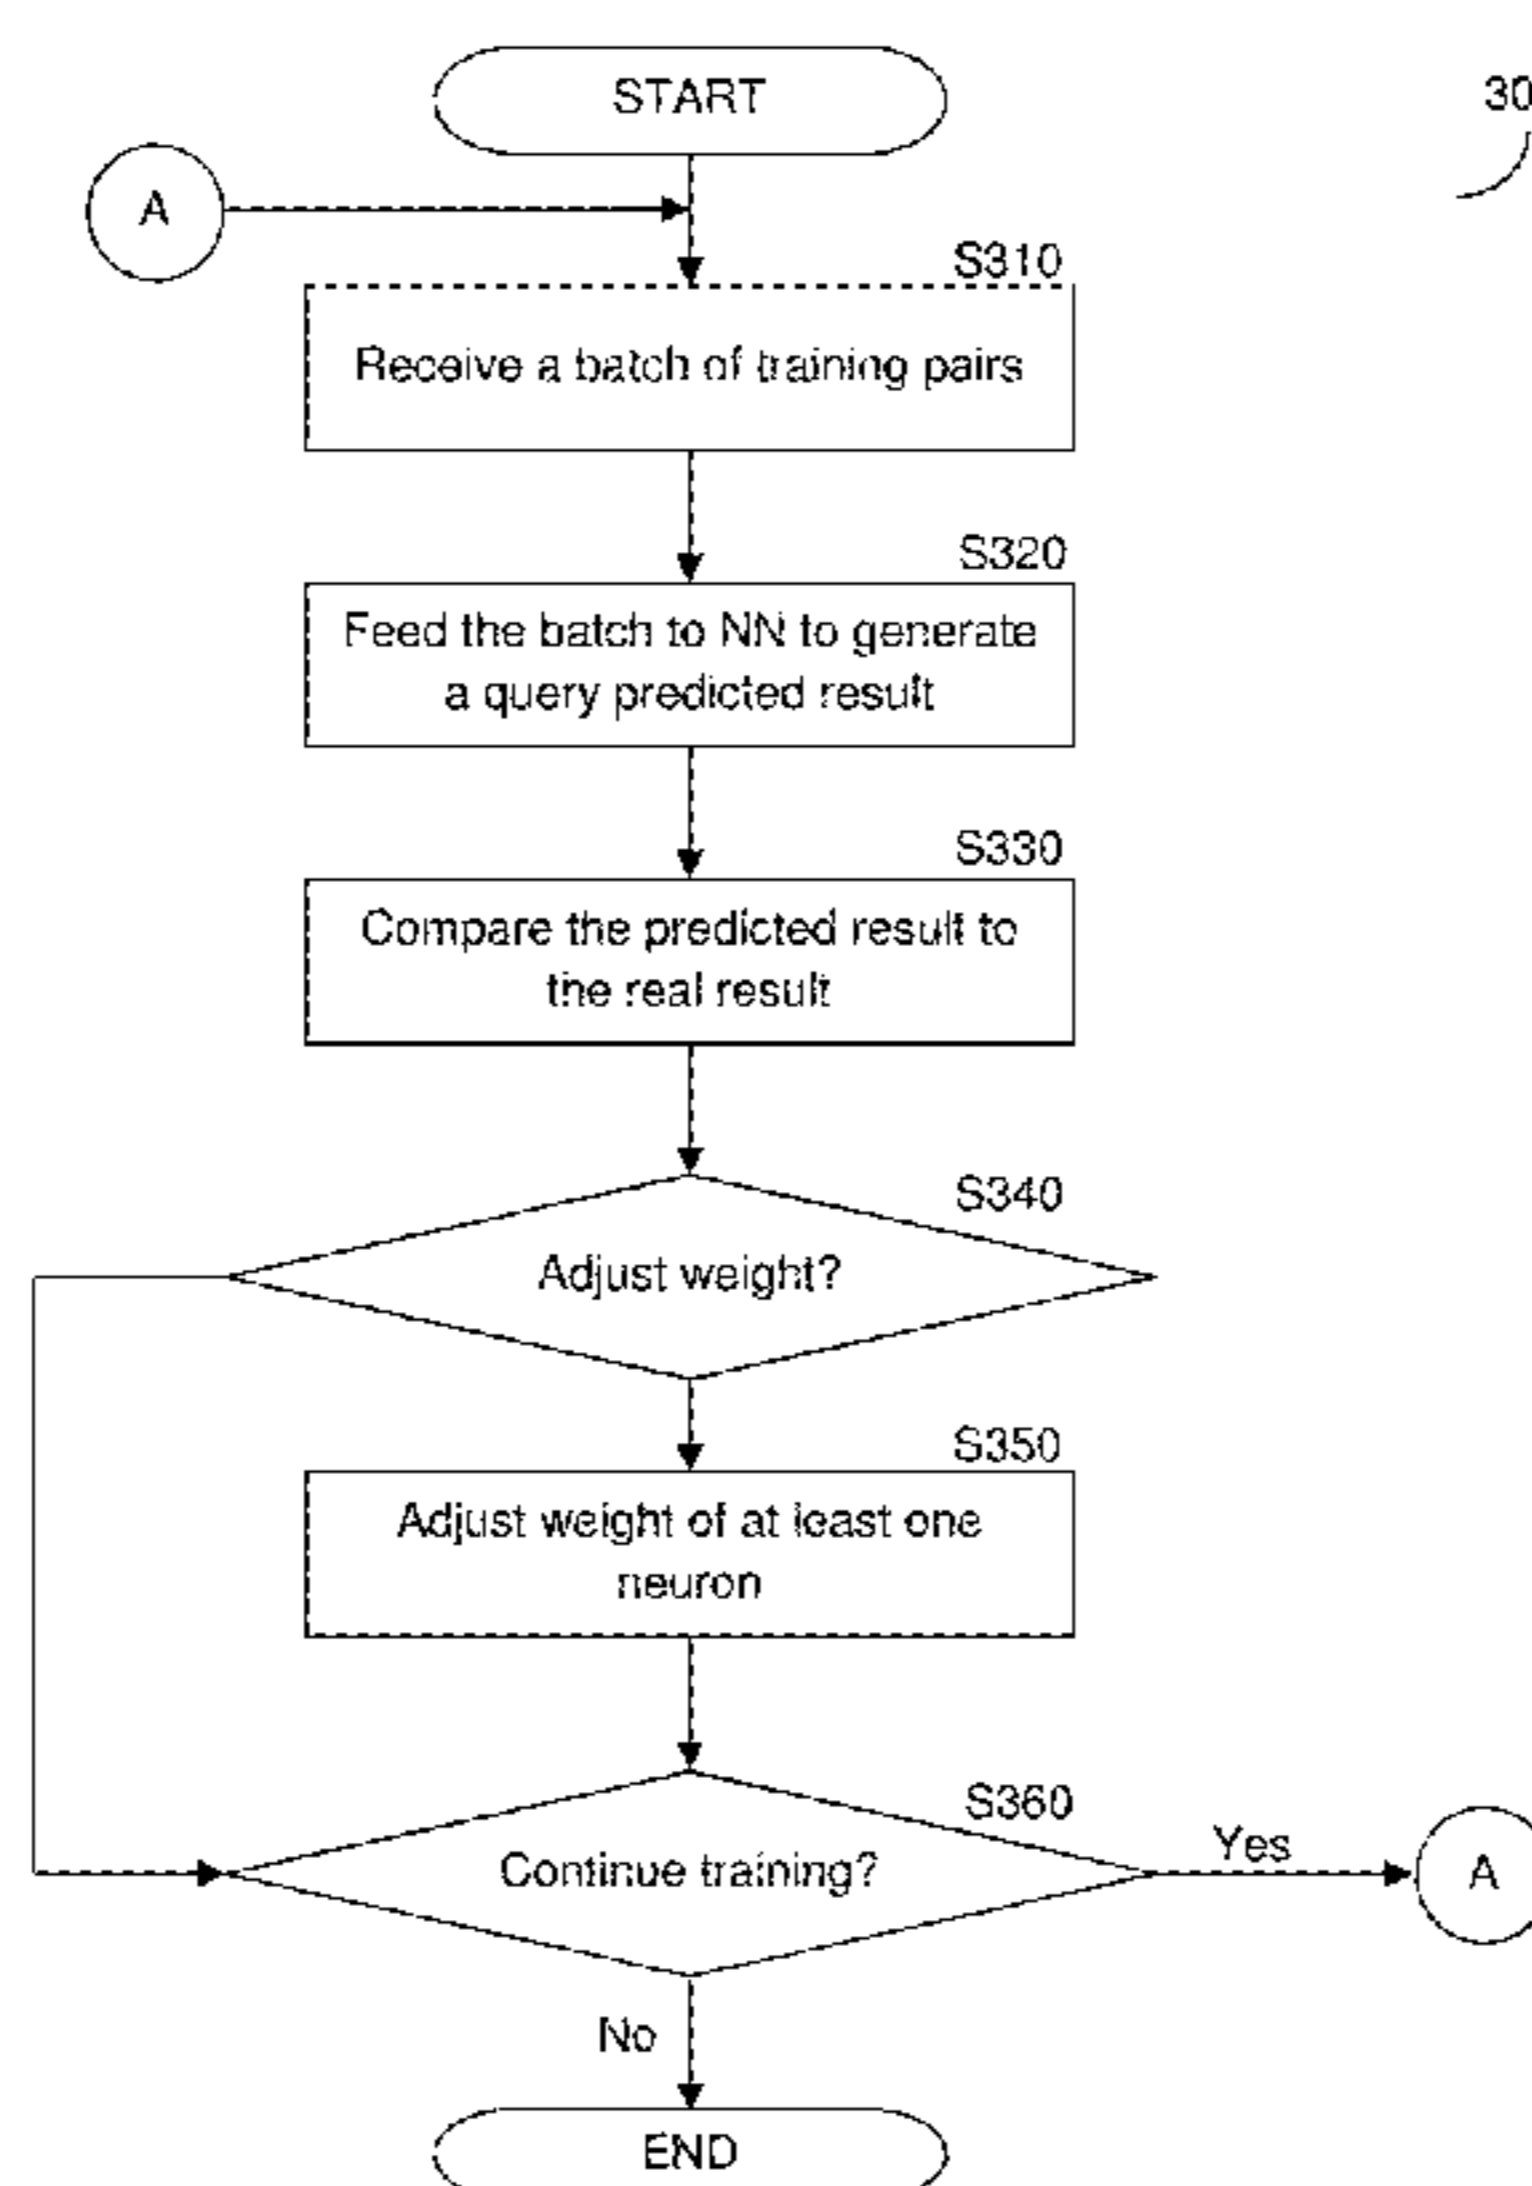 START
30
A
S310
Receive a batch of training pairs
S320
Feed the batch to NN to generate
a query predicted result
S330
Compare the predicted result to
the real result
S340
Adjust weight?
S350
Adjust weight of at least one
neuron
S360
Continue training?
Yes
A
No
END